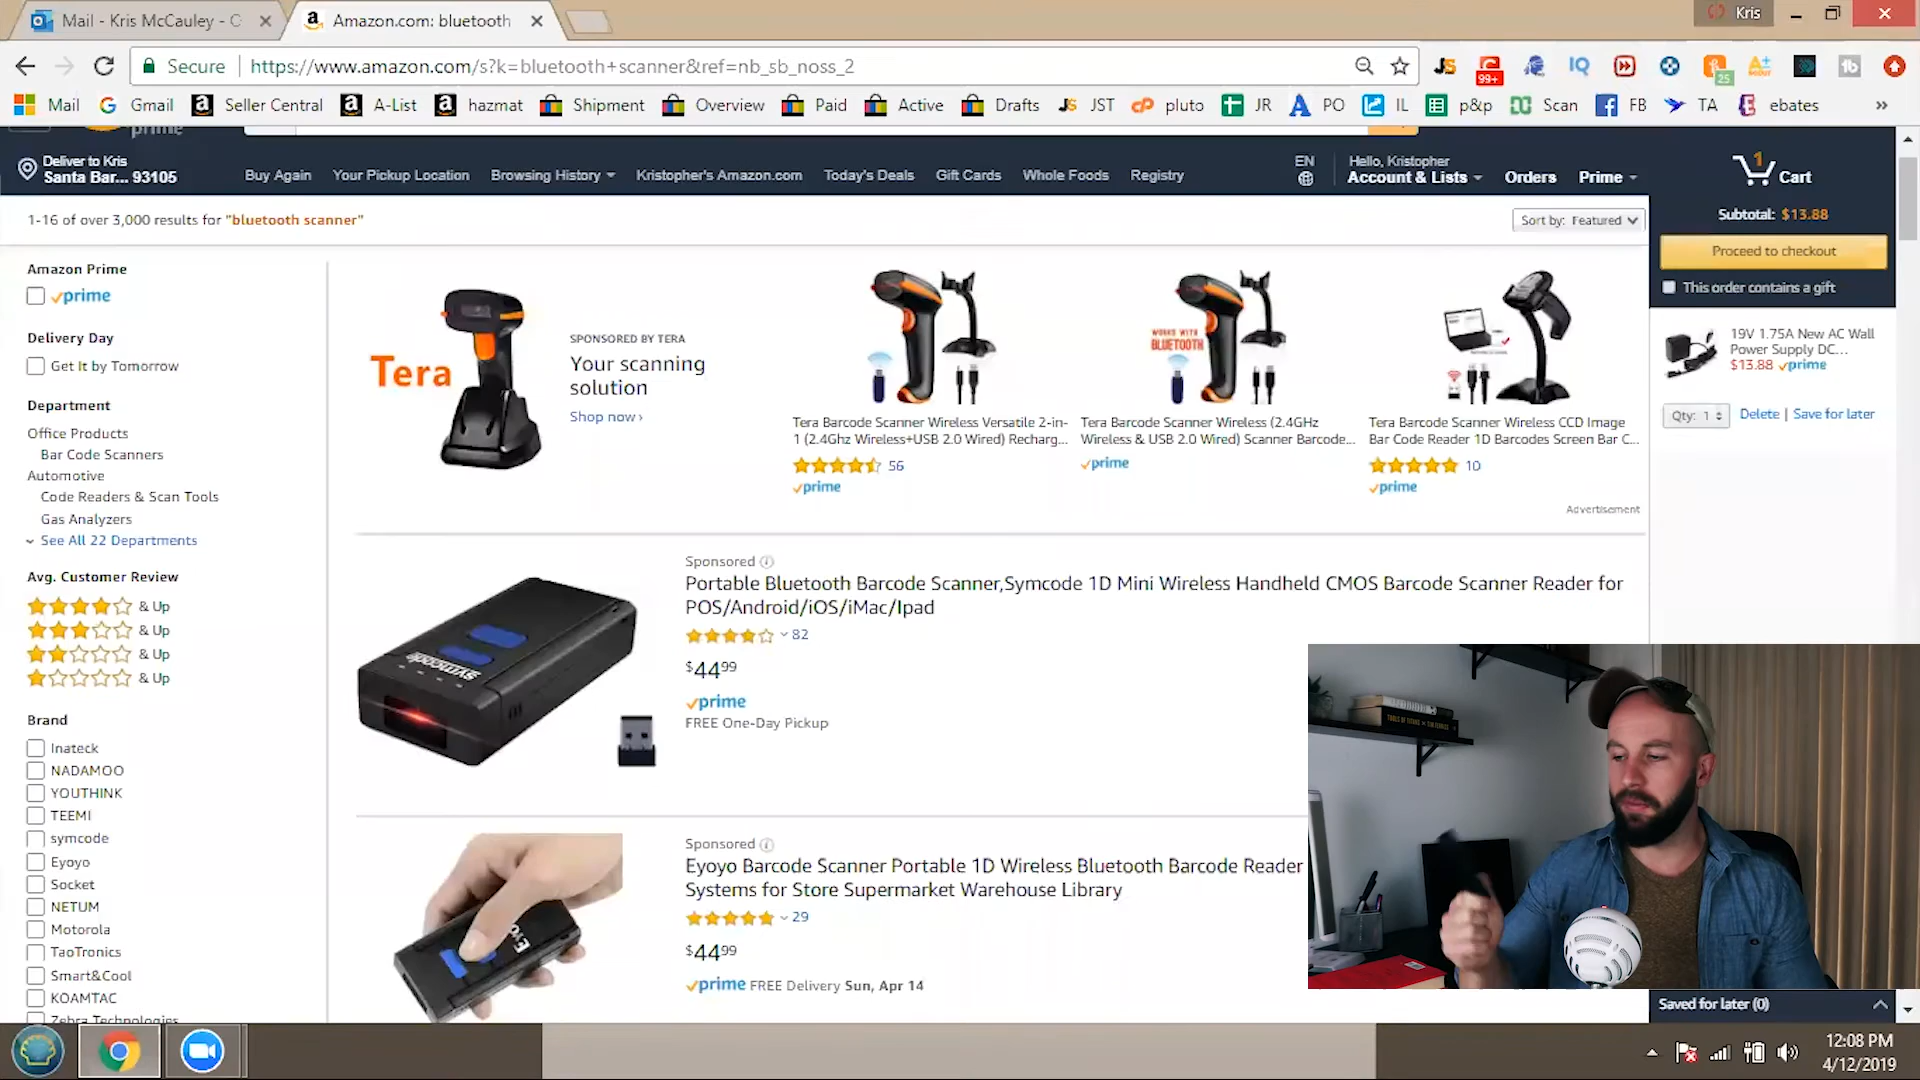 Mail - Kris McCauley - O
Amazon.com: bluetooth
Kris
Secure
https://www.amazon.com/s?k=bluetooth+scanner&ref=nb_sb_noss_2
99+
IQ
25
Mail
Gmail
Seller Central
A-List
hazmat
Shipment
Overview
Paid
Active
Drafts
JST
pluto
JR
PO
IL
p&p
Scan
FB
TA
ebates
prime
Deliver to Kris
Santa Bar... 93105
Buy Again
Your Pickup Location
Browsing History
Kristopher's Amazon.com
Today's Deals
Gift Cards
Whole Foods
Registry
EN
Hello, Kristopher
Account & Lists
Orders
Prime
1
Cart
1-16 of over 3,000 results for "bluetooth scanner"
Sort by: Featured
Subtotal: $13.88
Proceed to checkout
This order contains a gift
19V 1.75A New AC Wall
Power Supply DC...
$13.88 prime
Qty: 1
Delete | Save for later
Amazon Prime
prime
Delivery Day
Get It by Tomorrow
Department
Office Products
Bar Code Scanners
Automotive
Code Readers & Scan Tools
Gas Analyzers
See All 22 Departments
Avg. Customer Review
& Up
& Up
& Up
& Up
Brand
Inateck
NADAMOO
YOUTHINK
TEEMI
symcode
Eyoyo
Socket
NETUM
Motorola
TaoTronics
Smart&Cool
KOAMTAC
Zebra Technologies
Tera
SPONSORED BY TERA
Your scanning
solution
Shop now ›
Tera Barcode Scanner Wireless Versatile 2-in-
1 (2.4Ghz Wireless+USB 2.0 Wired) Recharg...
56
prime
WORKS WITH
BLUETOOTH
Tera Barcode Scanner Wireless (2.4GHz
Wireless & USB 2.0 Wired) Scanner Barcode...
prime
Tera Barcode Scanner Wireless CCD Image
Bar Code Reader 1D Barcodes Screen Bar C...
10
prime
Advertisement
symcode
Sponsored
Portable Bluetooth Barcode Scanner,Symcode 1D Mini Wireless Handheld CMOS Barcode Scanner Reader for
POS/Android/iOS/iMac/Ipad
82
$44.99
prime
FREE One-Day Pickup
Sponsored
Eyoyo Barcode Scanner Portable 1D Wireless Bluetooth Barcode Reader
Systems for Store Supermarket Warehouse Library
29
$44.99
prime FREE Delivery Sun, Apr 14
TOOLS OF TITANS
Saved for later (0)
12:08 PM
4/12/2019